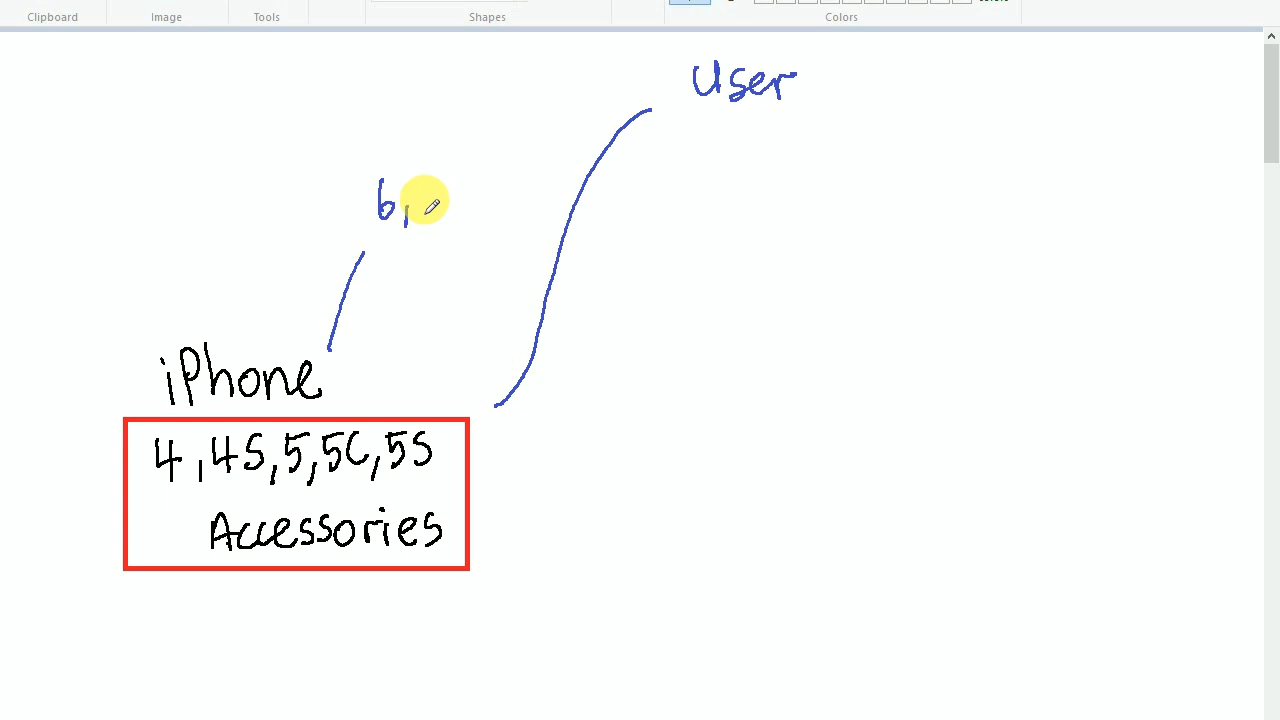 Clipboard Image Tools Shapes Colors
User
6,
iPhone
4,4S,5,5C,5S
Accessories